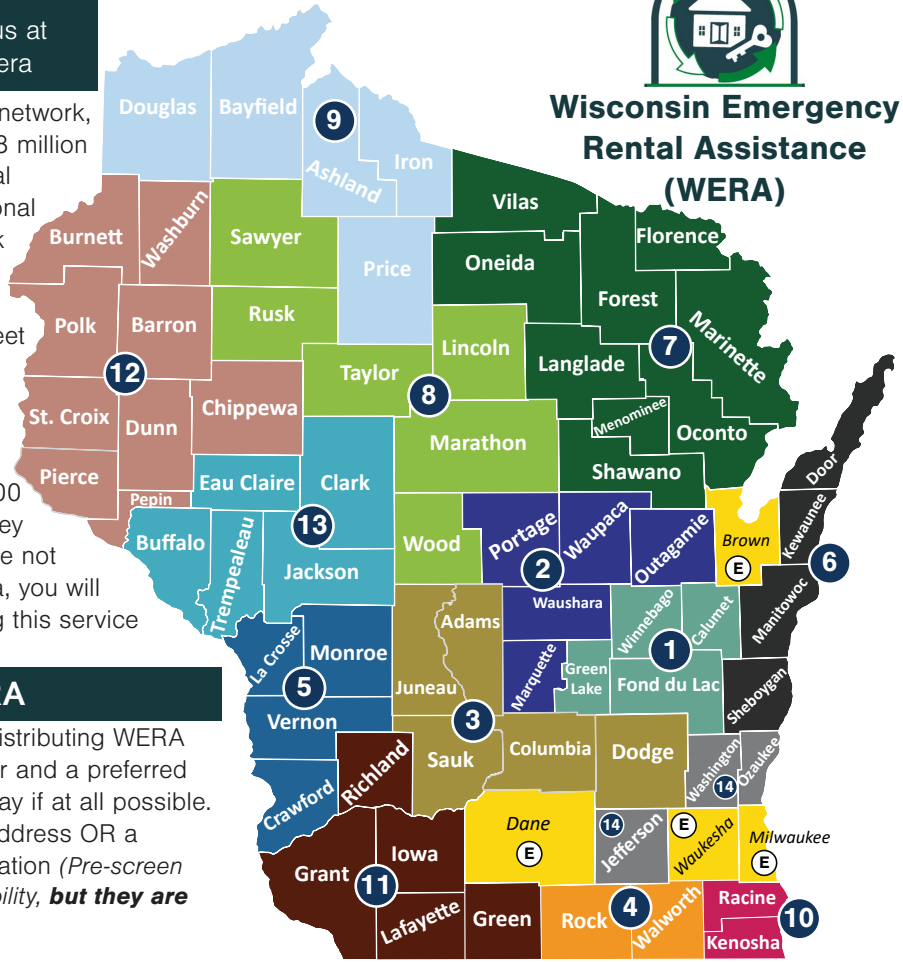 us at
era
network,
8 million
al
onal
k
eet
00
ey
e not
a, you will
g this service
RA
istributing WERA
r and a preferred
ay if at all possible.
ddress OR a
ation (Pre-screen
bility, but they are
Wisconsin Emergency
Rental Assistance
(WERA)
Douglas
Bayfield
9
Ashland
Iron
Vilas
Florence
Burnett
Washburn
Sawyer
Price
Oneida
Forest
Marinette
Polk
Barron
Rusk
Lincoln
Langlade
7
12
Taylor
8
Menominee
Oconto
St. Croix
Dunn
Chippewa
Marathon
Shawano
Door
Pierce
Pepin
Eau Claire
Clark
13
Buffalo
Trempealeau
Jackson
Wood
Portage
2
Waupaca
Outagamie
Brown
E
Kewaunee
6
Manitowoc
Waushara
Winnebago
Calumet
1
La Crosse
Monroe
5
Vernon
Adams
Juneau
3
Marquette
Green
Lake
Fond du Lac
Sheboygan
Crawford
Richland
Sauk
Columbia
Dodge
Washington
14
Ozaukee
Grant
Iowa
11
Lafayette
Green
Dane
E
14
Jefferson
E
Waukesha
Milwaukee
E
Rock
4
Walworth
Racine
10
Kenosha